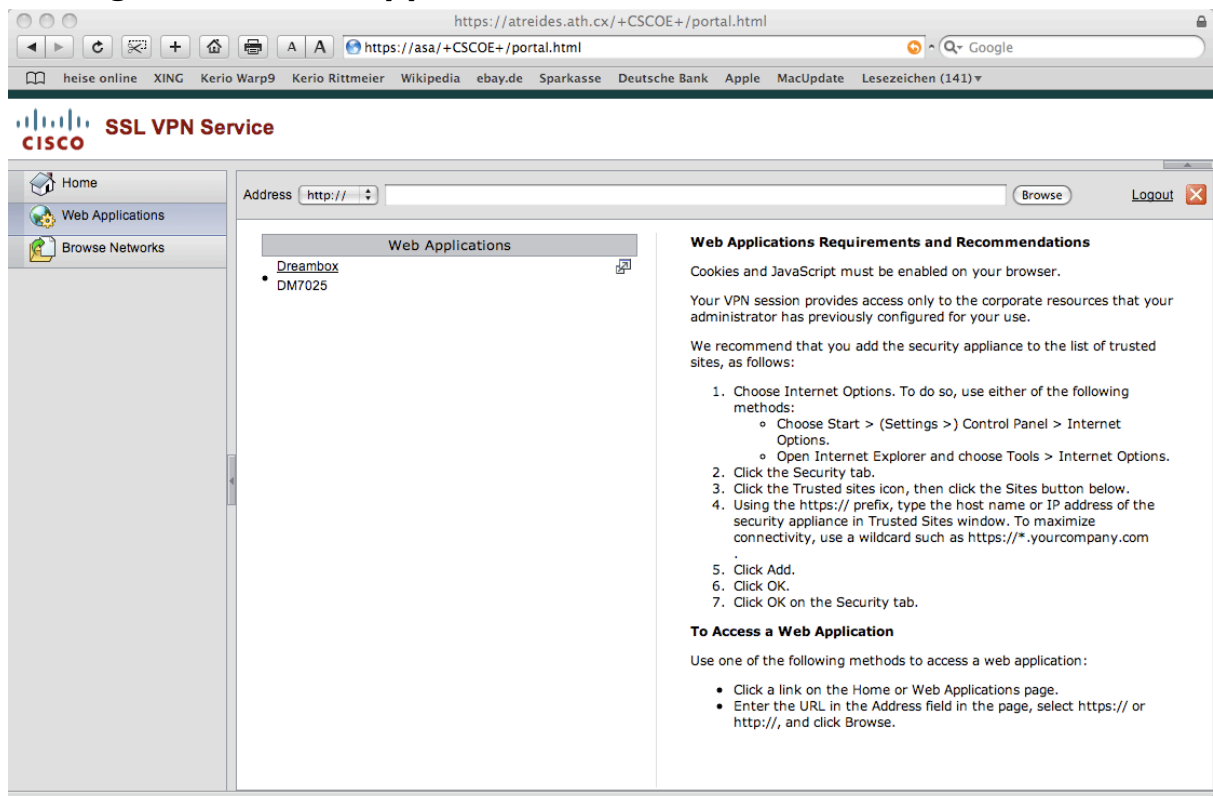 https://atreides.ath.cx/+CSCOE+/portal.html
A A https://asa/+CSCOE+/portal.html Google
heise online XING Kerio Warp9 Kerio Rittmeier Wikipedia ebay.de Sparkasse Deutsche Bank Apple MacUpdate Lesezeichen (141)
CISCO SSL VPN Service
Home
Web Applications
Browse Networks
Address http:// Browse Logout
Web Applications
Dreambox
DM7025
Web Applications Requirements and Recommendations
Cookies and JavaScript must be enabled on your browser.
Your VPN session provides access only to the corporate resources that your
administrator has previously configured for your use.
We recommend that you add the security appliance to the list of trusted
sites, as follows:
1. Choose Internet Options. To do so, use either of the following
methods:
Choose Start > (Settings >) Control Panel > Internet
Options.
Open Internet Explorer and choose Tools > Internet Options.
2. Click the Security tab.
3. Click the Trusted sites icon, then click the Sites button below.
4. Using the https:// prefix, type the host name or IP address of the
security appliance in Trusted Sites window. To maximize
connectivity, use a wildcard such as https://*.yourcompany.com
.
5. Click Add.
6. Click OK.
7. Click OK on the Security tab.
To Access a Web Application
Use one of the following methods to access a web application:
Click a link on the Home or Web Applications page.
Enter the URL in the Address field in the page, select https:// or
http://, and click Browse.